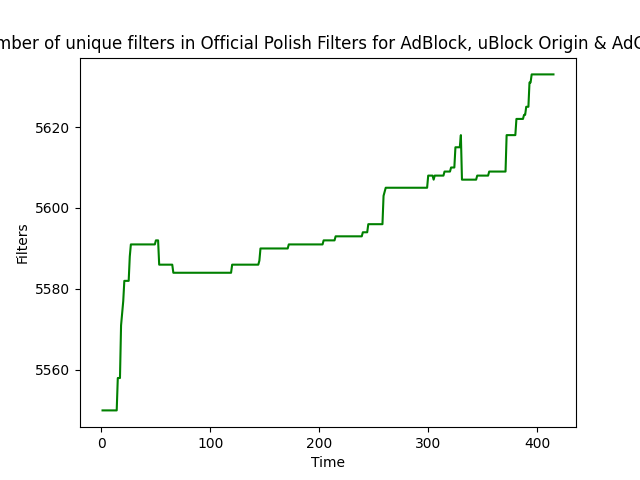 mber of unique filters in Official Polish Filters for AdBlock, uBlock Origin & AdG
5620
5600
5580
5560
Filters
0 100 200 300 400
Time